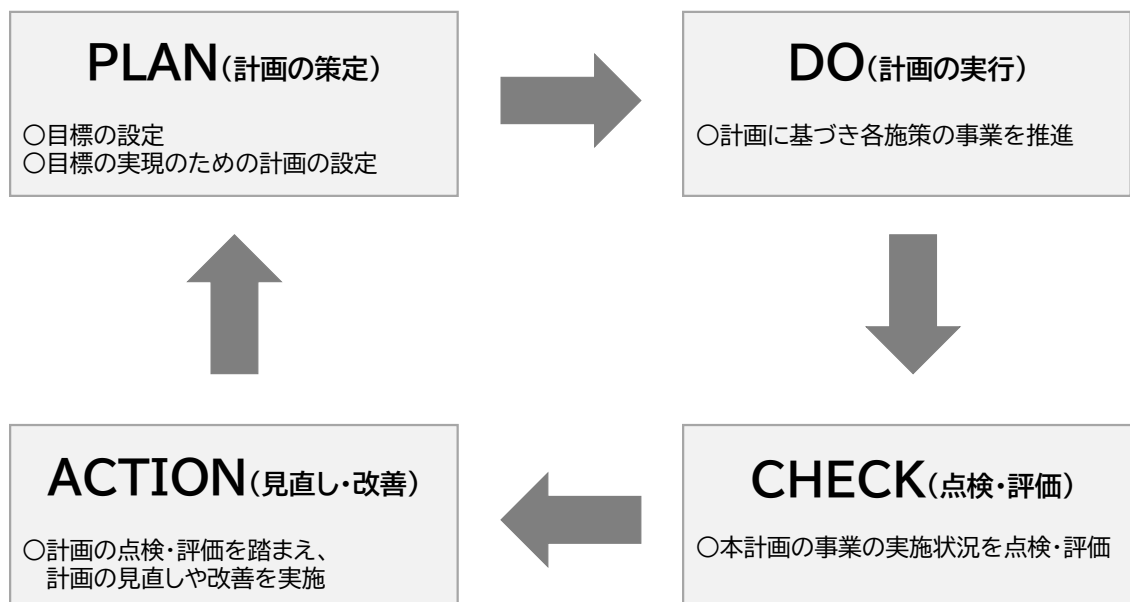 PLAN(計画の策定)
○目標の設定
○目標の実現のための計画の設定
DO(計画の実行)
○計画に基づき各施策の事業を推進
ACTION(見直し・改善)
○計画の点検・評価を踏まえ、
計画の見直しや改善を実施
CHECK(点検・評価)
○本計画の事業の実施状況を点検・評価